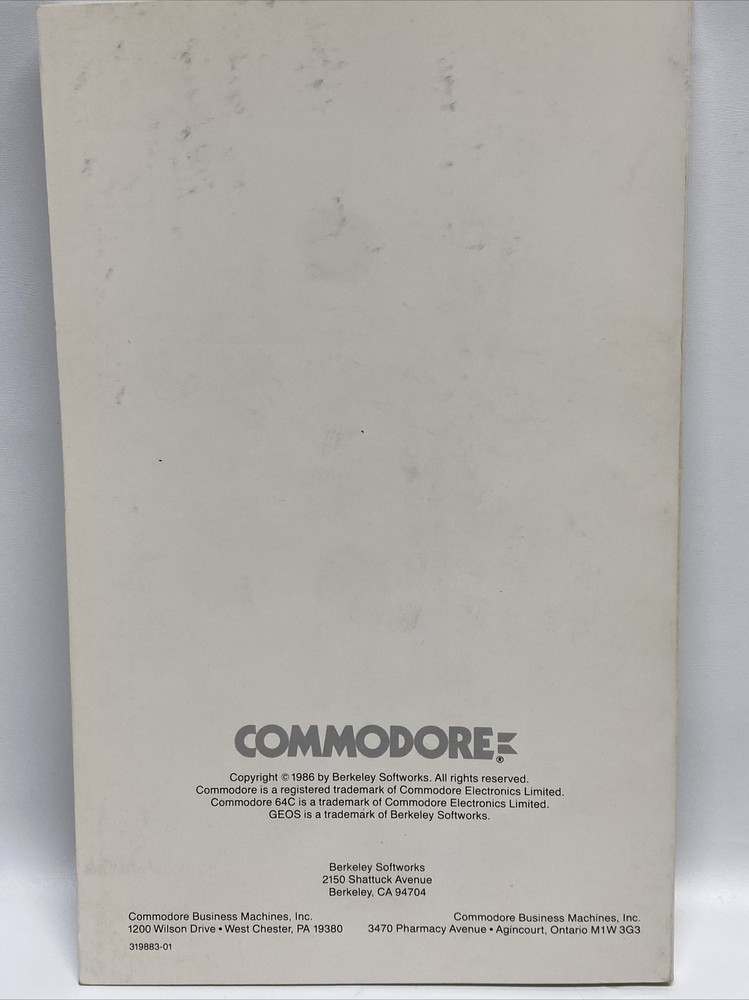 COMMODORE®
Copyright © 1986 by Berkeley Softworks. All rights reserved.
Commodore is a registered trademark of Commodore Electronics Limited.
Commodore 64C is a trademark of Commodore Electronics Limited.
GEOS is a trademark of Berkeley Softworks.
Berkeley Softworks
2150 Shattuck Avenue
Berkeley, CA 94704
Commodore Business Machines, Inc.
1200 Wilson Drive • West Chester, PA 19380
Commodore Business Machines, Inc.
3470 Pharmacy Avenue • Agincourt, Ontario M1W 3G3
319883-01